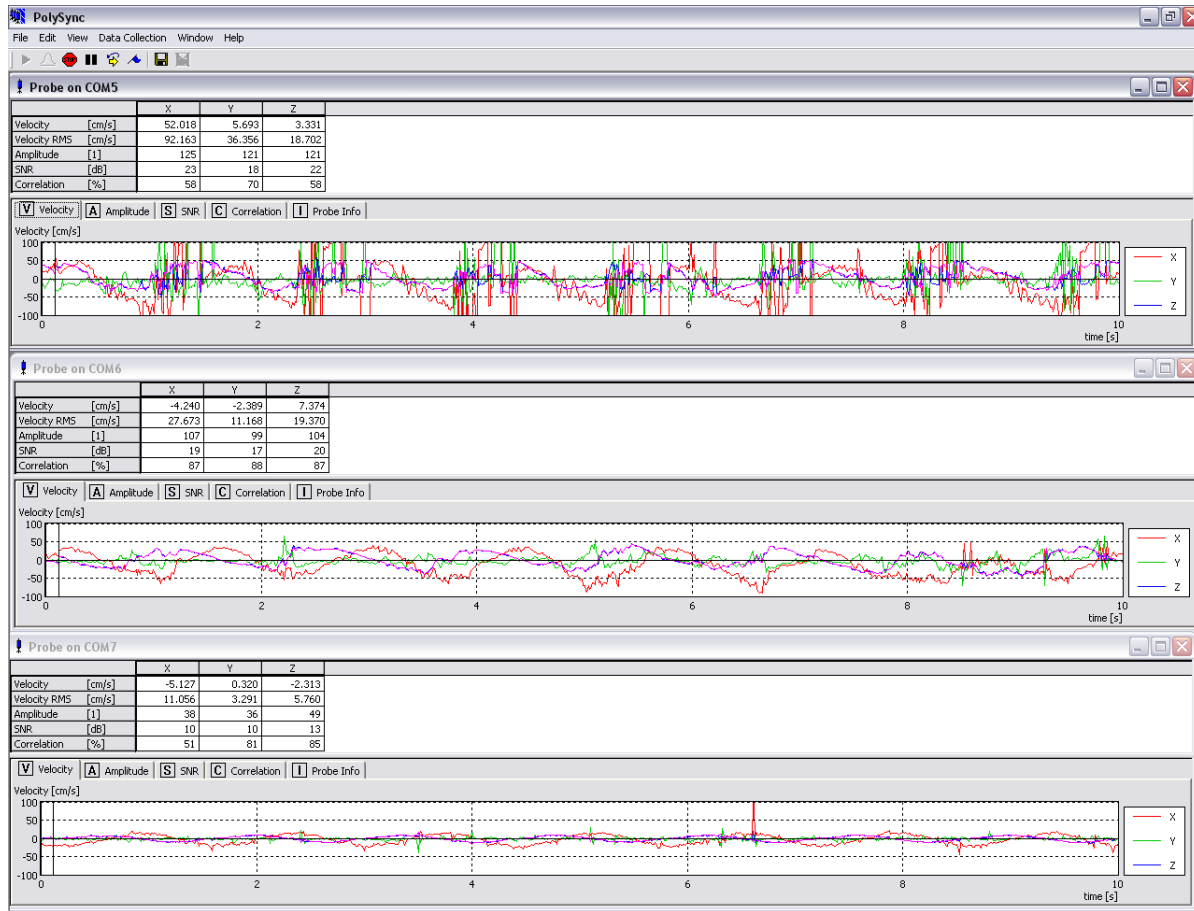 PolySync
File Edit View Data Collection Window Help
Probe on COM5
X Y Z
Velocity [cm/s] 52.018 5.693 3.331
Velocity RMS [cm/s] 92.163 36.356 18.702
Amplitude [1] 125 121 121
SNR [dB] 23 18 22
Correlation [%] 58 70 58
V Velocity A Amplitude S SNR C Correlation I Probe Info
Velocity [cm/s]
100
50
0
-50
-100
0 2 4 6 8 10
time [s]
X
Y
Z
Probe on COM6
X Y Z
Velocity [cm/s] -4.240 -2.389 7.374
Velocity RMS [cm/s] 27.673 11.168 19.370
Amplitude [1] 107 99 104
SNR [dB] 19 17 20
Correlation [%] 87 88 87
V Velocity A Amplitude S SNR C Correlation I Probe Info
Velocity [cm/s]
100
50
0
-50
-100
0 2 4 6 8 10
time [s]
X
Y
Z
Probe on COM7
X Y Z
Velocity [cm/s] -5.127 0.320 -2.313
Velocity RMS [cm/s] 11.056 3.291 5.760
Amplitude [1] 38 36 49
SNR [dB] 10 10 13
Correlation [%] 51 81 85
V Velocity A Amplitude S SNR C Correlation I Probe Info
Velocity [cm/s]
100
50
0
-50
-100
0 2 4 6 8 10
time [s]
X
Y
Z